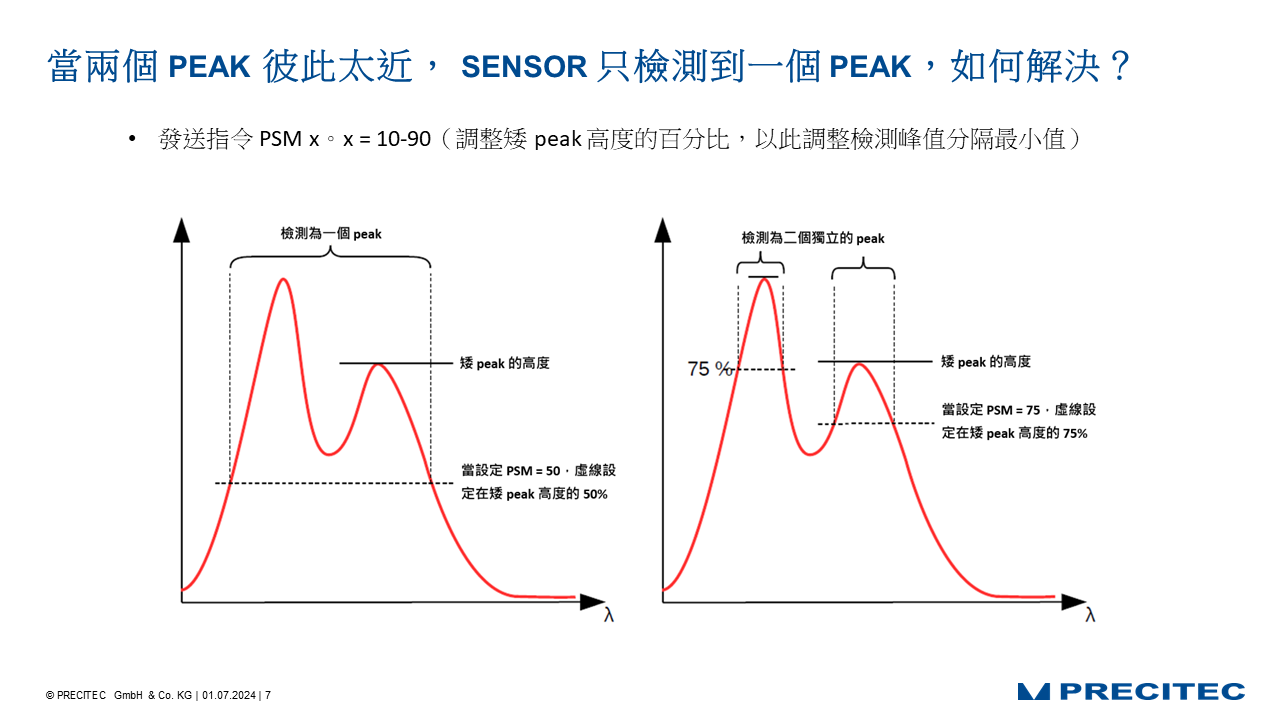 當兩個 PEAK 彼此太近， SENSOR 只檢測到一個 PEAK，如何解決？
• 發送指令 PSM x。x = 10-90（調整矮 peak 高度的百分比，以此調整檢測峰值分隔最小值）
檢測為一個 peak
矮 peak 的高度
當設定 PSM = 50，虛線設
定在矮 peak 高度的 50%
λ
檢測為二個獨立的 peak
75 %
矮 peak 的高度
當設定 PSM = 75，虛線設
定在矮 peak 高度的 75%
λ
© PRECITEC GmbH & Co. KG | 01.07.2024 | 7
PRECITEC